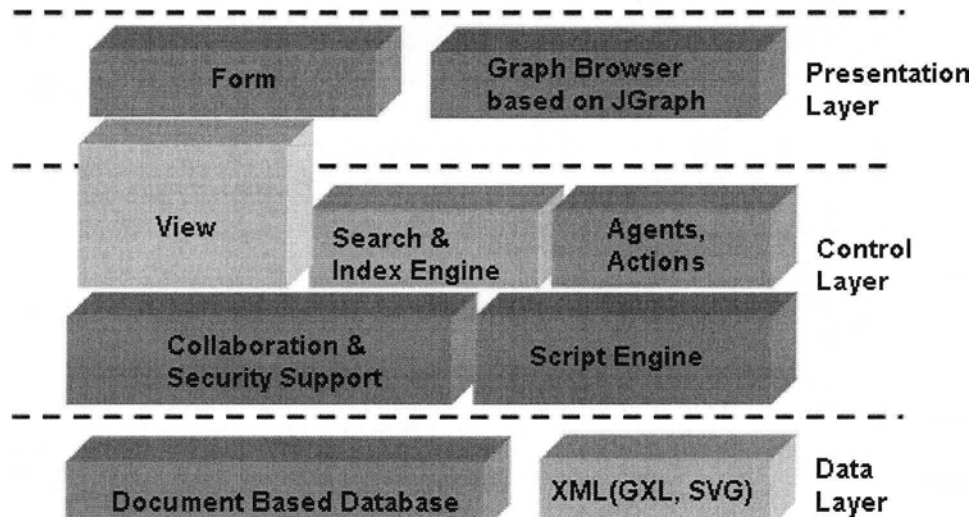 Form
Graph Browser
based on JGraph
Presentation
Layer
View
Search &
Index Engine
Agents,
Actions
Control
Layer
Collaboration &
Security Support
Script Engine
Document Based Database
XML(GXL, SVG)
Data
Layer